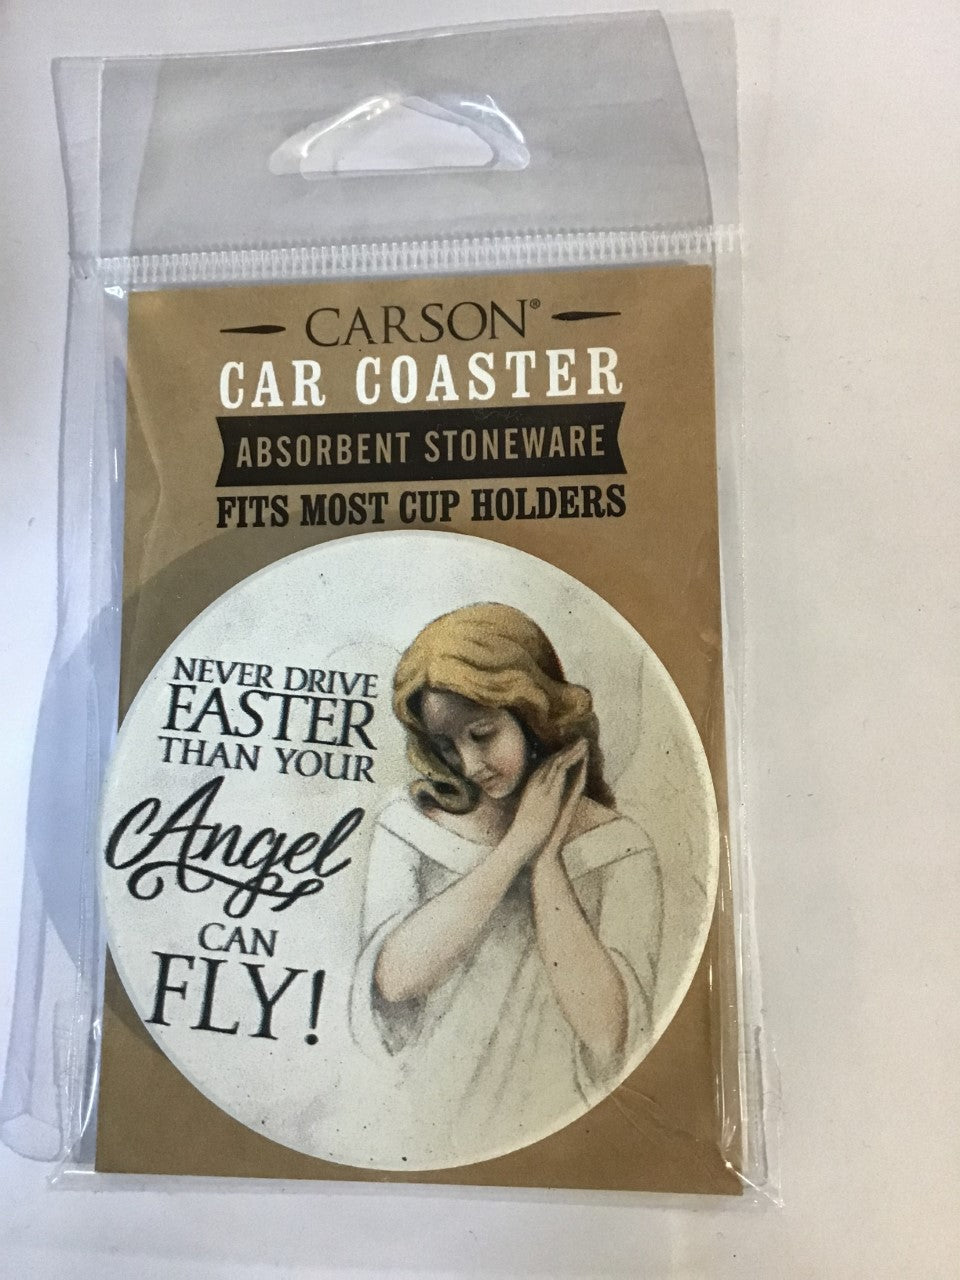 CARSON®
CAR COASTER
ABSORBENT STONEWARE
FITS MOST CUP HOLDERS
NEVER DRIVE
FASTER
THAN YOUR
Angel
CAN
FLY!